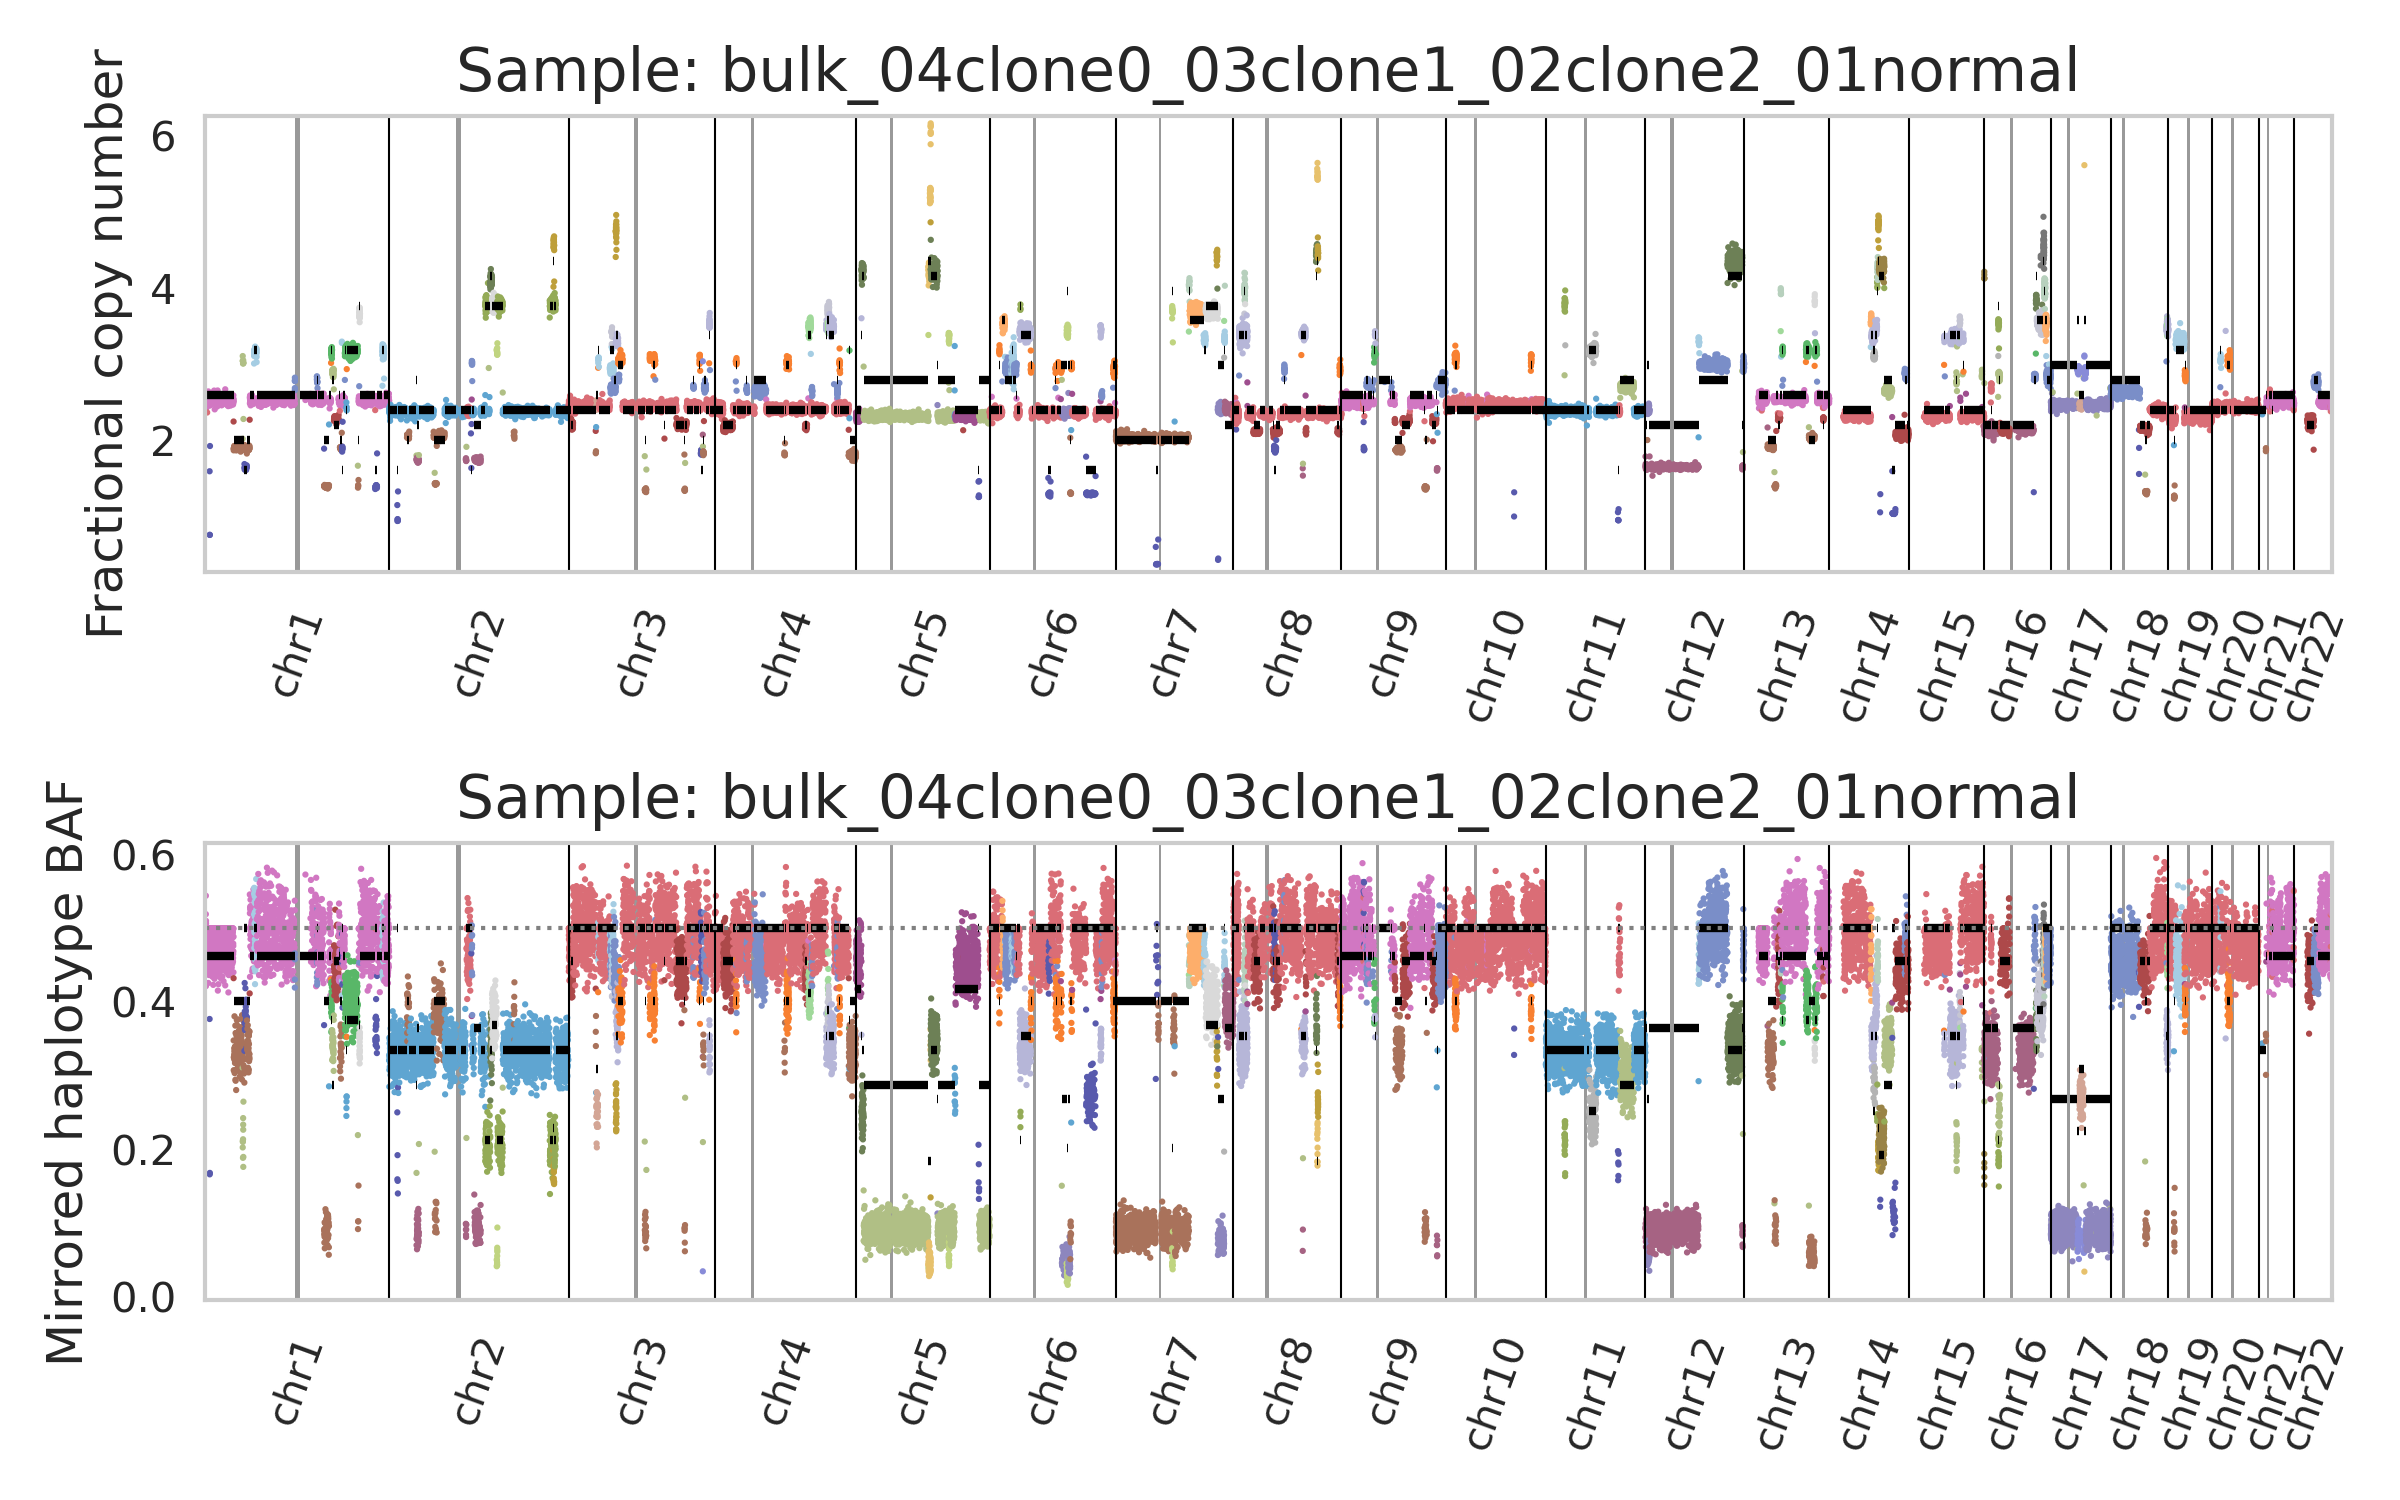 Sample: bulk_04clone0_03clone1_02clone2_01normal
Fractional copy number
6
4
2
chr1 chr2 chr3 chr4 chr5 chr6 chr7 chr8 chr9 chr10 chr11 chr12 chr13 chr14 chr15 chr16 chr17 chr18 chr19 chr20 chr21 chr22
Sample: bulk_04clone0_03clone1_02clone2_01normal
Mirrored haplotype BAF
0.6
0.4
0.2
0.0
chr1 chr2 chr3 chr4 chr5 chr6 chr7 chr8 chr9 chr10 chr11 chr12 chr13 chr14 chr15 chr16 chr17 chr18 chr19 chr20 chr21 chr22